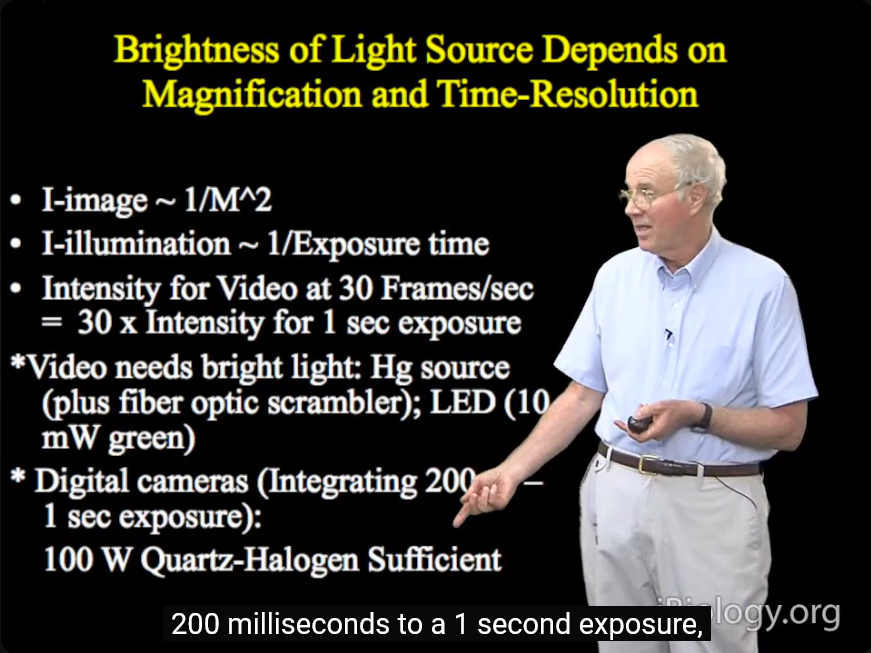 Brightness of Light Source Depends on
Magnification and Time-Resolution
• I-image ~ 1/M^2
• I-illumination ~ 1/Exposure time
• Intensity for Video at 30 Frames/sec
= 30 x Intensity for 1 sec exposure
*Video needs bright light: Hg source
(plus fiber optic scrambler); LED (10
mW green)
* Digital cameras (Integrating 200 –
1 sec exposure):
100 W Quartz-Halogen Sufficient
iBiology.org
200 milliseconds to a 1 second exposure,